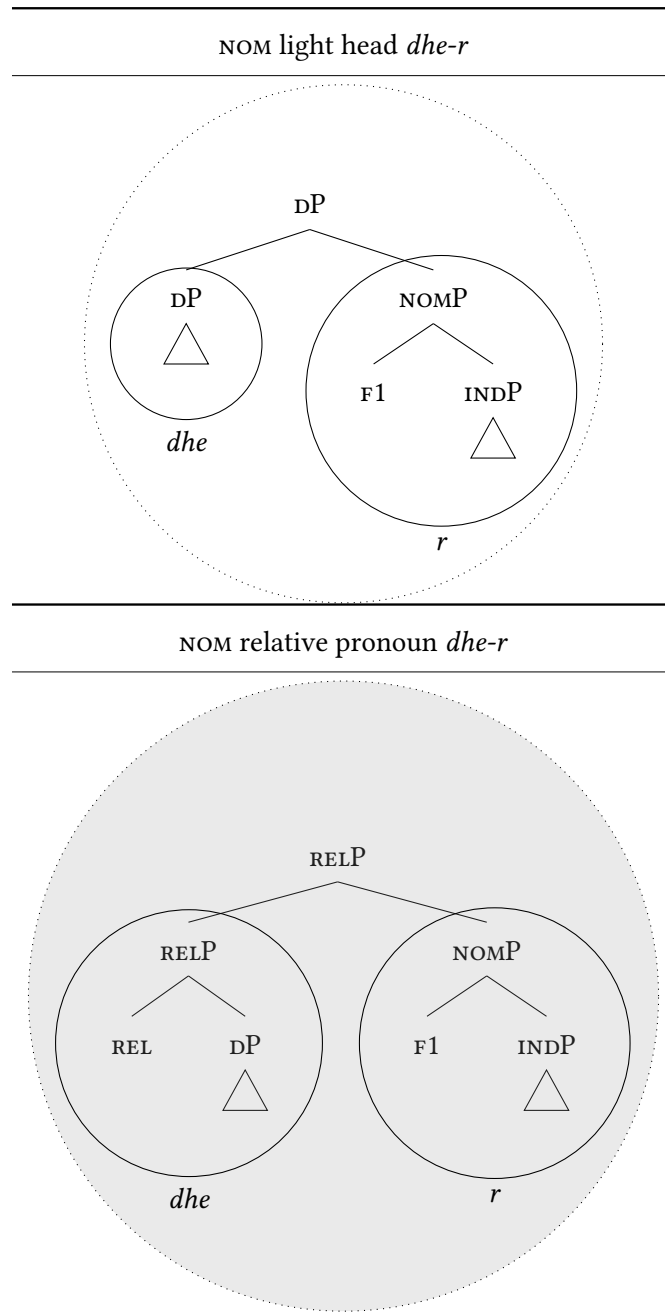 NOM light head dhe-r
DP
DP NOMP
F1 INDP
dhe
r
NOM relative pronoun dhe-r
RELP
RELP NOMP
REL DP F1 INDP
dhe r